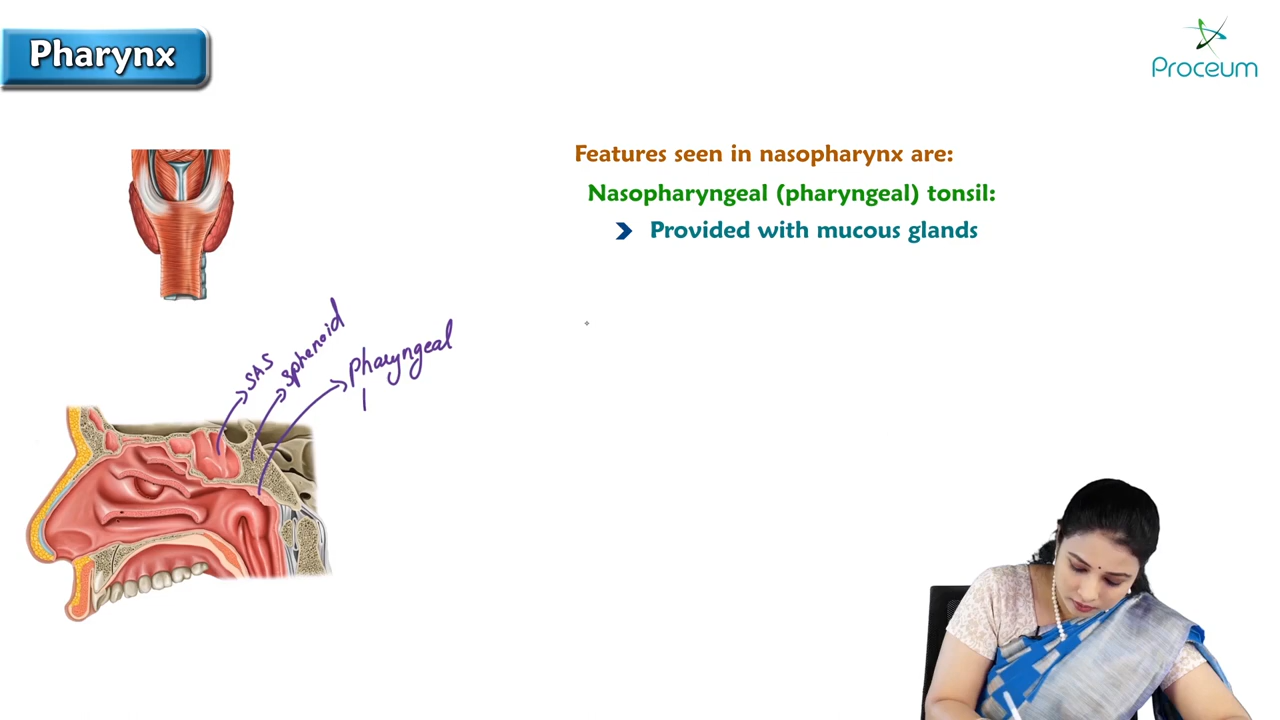 Pharynx
Proceum
Features seen in nasopharynx are:
Nasopharyngeal (pharyngeal) tonsil:
Provided with mucous glands
SAS
Sphenoid
Pharyngeal